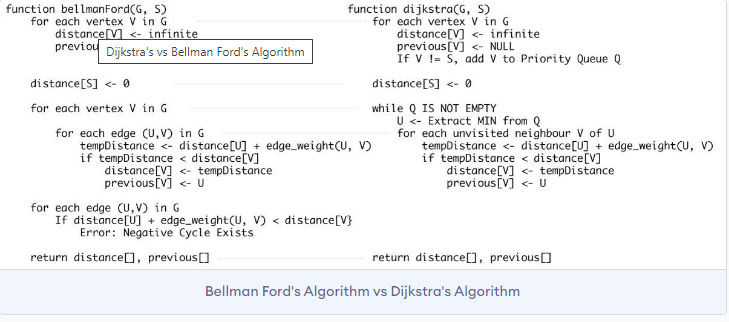 function bellmanFord(G, S)
    for each vertex V in G
        distance[V] <- infinite
        previou
Dijkstra's vs Bellman Ford's Algorithm
    distance[S] <- 0
    for each vertex V in G
        for each edge (U,V) in G
            tempDistance <- distance[U] + edge_weight(U, V)
            if tempDistance < distance[V]
                distance[V] <- tempDistance
                previous[V] <- U
    for each edge (U,V) in G
        If distance[U] + edge_weight(U, V) < distance[V}
            Error: Negative Cycle Exists
    return distance[], previous[]
function dijkstra(G, S)
    for each vertex V in G
        distance[V] <- infinite
        previous[V] <- NULL
        If V != S, add V to Priority Queue Q
    distance[S] <- 0
    while Q IS NOT EMPTY
        U <- Extract MIN from Q
        for each unvisited neighbour V of U
            tempDistance <- distance[U] + edge_weight(U, V)
            if tempDistance < distance[V]
                distance[V] <- tempDistance
                previous[V] <- U
    return distance[], previous[]
Bellman Ford's Algorithm vs Dijkstra's Algorithm